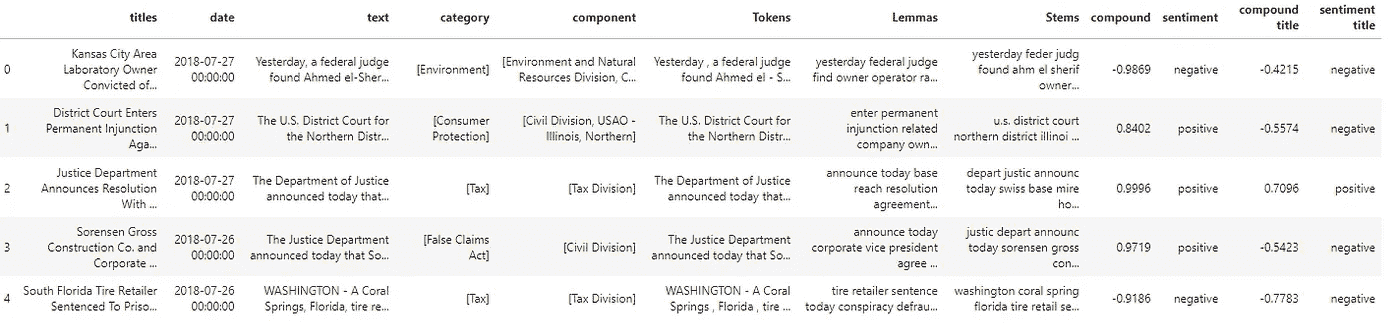 titles date text category component Tokens Lemmas Stems compound sentiment compound title sentiment title
0 Kansas City Area Laboratory Owner Convicted of... 2018-07-27 00:00:00 Yesterday, a federal judge found Ahmed el-Sher... [Environment] [Environment and Natural Resources Division, C... Yesterday , a federal judge found Ahmed el - S... yesterday federal judge find owner operator ra... yesterday feder judg found ahm el sherif owner... -0.9869 negative -0.4215 negative
1 District Court Enters Permanent Injunction Aga... 2018-07-27 00:00:00 The U.S. District Court for the Northern Distr... [Consumer Protection] [Civil Division, USAO - Illinois, Northern] The U.S. District Court for the Northern Distr... enter permanent injunction related company own... u.s. district court northern district illinoi ... 0.8402 positive -0.5574 negative
2 Justice Department Announces Resolution With ... 2018-07-27 00:00:00 The Department of Justice announced today that... [Tax] [Tax Division] The Department of Justice announced today that... announce today base reach resolution agreement... depart justic announc today swiss base mire ho... 0.9996 positive 0.7096 positive
3 Sorensen Gross Construction Co. and Corporate ... 2018-07-26 00:00:00 The Justice Department announced today that So... [False Claims Act] [Civil Division] The Justice Department announced today that So... announce today corporate vice president agree ... justic depart announc today sorensen gross con... 0.9719 positive -0.5423 negative
4 South Florida Tire Retailer Sentenced To Priso... 2018-07-26 00:00:00 WASHINGTON - A Coral Springs, Florida, tire re... [Tax] [Tax Division] WASHINGTON - A Coral Springs , Florida , tire ... tire retailer sentence today conspiracy defrau... washington coral spring florida tire retail se... -0.9186 negative -0.7783 negative